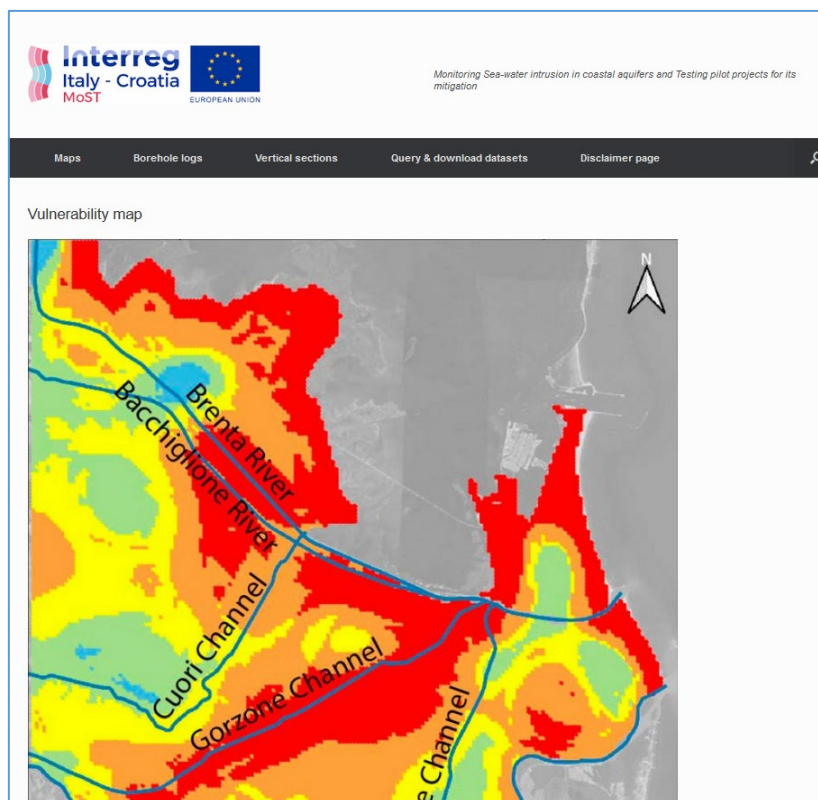 Interreg
Italy - Croatia
MoST
EUROPEAN UNION
Monitoring Sea-water intrusion in coastal aquifers and Testing pilot projects for its
mitigation
Maps Borehole logs Vertical sections Query & download datasets Disclaimer page
Vulnerability map
N
Brenta River
Bacchiglione River
Cuori Channel
Gorzone Channel
Channel